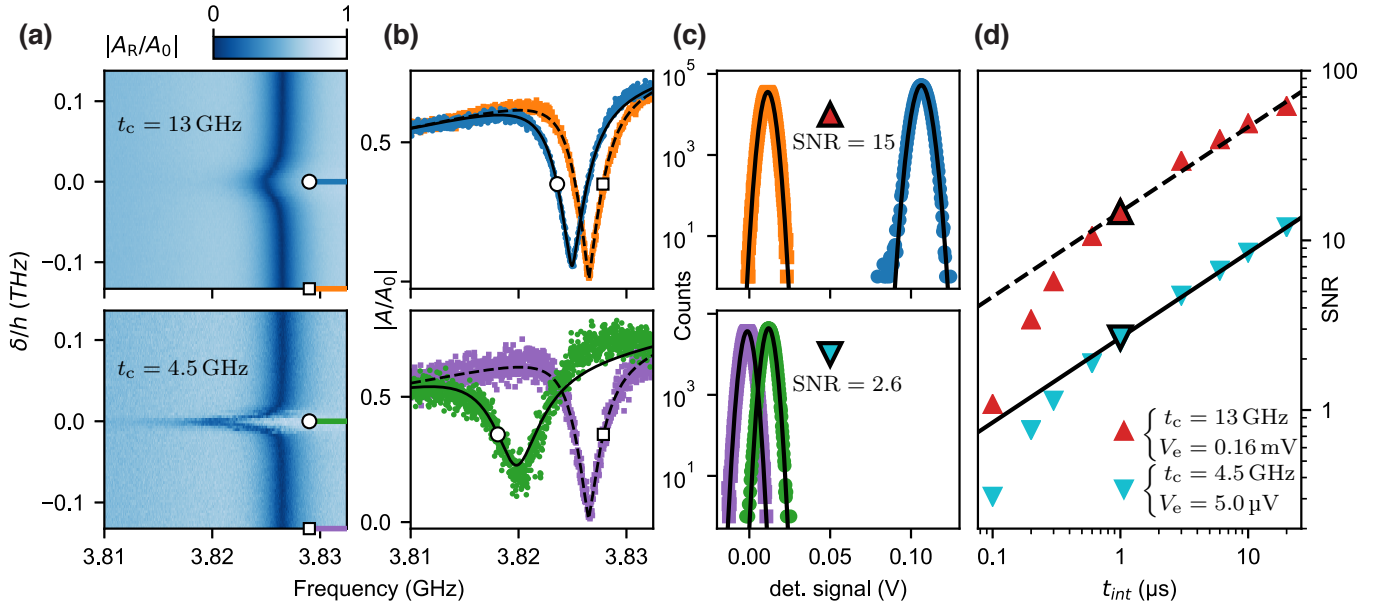 (a)
0 1
|A_R/A_0|
(b)
(c)
(d)
0.1
0.0
−0.1
t_c = 13 GHz
0.1
0.0
−0.1
t_c = 4.5 GHz
δ/h (THz)
3.81 3.82 3.83
0.5
0.0
0.5
0.0
|A/A_0|
3.81 3.82 3.83
Frequency (GHz)
10^5
10^3
10^1
SNR = 15
10^3
10^1
SNR = 2.6
Counts
0.00 0.05 0.10
det. signal (V)
100
10
1
SNR
t_c = 13 GHz
V_e = 0.16 mV
t_c = 4.5 GHz
V_e = 5.0 µV
0.1 1 10
t_int (µs)